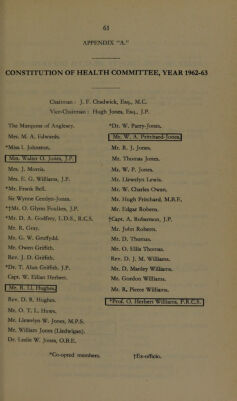 61
APPENDIX "A."
CONSTITUTION OF HEALTH COMMITTEE, YEAR 1962-63
Chairman : J. F. Chadwick, Esq., M.C.
Vice-Chairman : Hugh Jones, Esq., J.P.
The Marquess of Anglesey.
Mrs. M. A. Edwards.
*Miss I. Johnston.
Mrs. Walter O. Jones, J.P.
Mrs. J. Morris.
Mrs. E. G. Williams, J.P.
*Mr. Frank Bell.
Sir Wynne Cemlyn-Jones.
*†Mr. O. Glynn Foulkes, J.P.
*Mr. D. A. Godfrey, L.D.S., R.C.S.
Mr. R. Gray.
Mr. G. W. Gruffydd.
Mr. Owen Griffith.
Rev. J. D. Griffith.
*Dr. T. Alun Griffith, J.P.
Capt. W. Eilian Herbert.
Mr. R. Ll. Hughes.
Rev. D. R. Hughes.
Mr. O. T. L. Huws.
Mr. Llewelyn W. Jones, M.P.S.
Mr. William Jones (Lledwigan).
Dr. Leslie W. Jones, O.B.E.
*Dr. W. Parry-Jones.
Mr. W. A. Pritchard-Jones.
Mr. R. J. Jones.
Mr. Thomas Jones.
Mr. W. P. Jones.
Mr. Llewelyn Lewis.
Mr. W. Charles Owen.
Mr. Hugh Pritchard, M.B.E.
Mr. Edgar Roberts.
†Capt. A. Robertson, J.P.
Mr. John Roberts.
Mr. D. Thomas.
Mr. O. Ellis Thomas.
Rev. D. J. M. Williams.
Mr. D. Manley Williams.
Mr. Gordon Williams.
Mr. R. Pierce Williams.
*Prof. O. Herbert Williams, F.R.C.S.
*Co-opted members.
†Ex-officio.